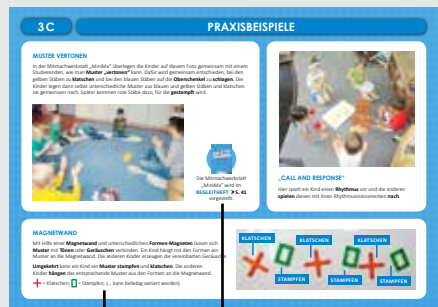 3C
PRAXISBEISPIELE
MUSTER VERTONEN
In der Mitmachwerkstatt „MiniMa“ überlegen die Kinder auf diesem Foto gemeinsam mit einem
Studierenden, wie man Muster „vertonen“ kann. Dafür wird gemeinsam entschieden, bei den
gelben Stäben zu klatschen und bei den blauen Stäben auf die Oberschenkel zu schlagen. Die
Kinder legen dann selbst unterschiedliche Muster aus blauen und gelben Stäben und klatschen
sie gemeinsam nach. Später kommen rote Stäbe dazu, für die gestampft wird.
Die Mitmachwerkstatt
„MiniMa“ wird im
BEGLEITHEFT > S. 41
vorgestellt.
„CALL AND RESPONSE“
Hier spielt ein Kind einen Rhythmus vor und die anderen
spielen diesen mit ihren Rhythmusinstrumenten nach.
MAGNETWAND
Mit Hilfe einer Magnetwand und unterschiedlichen Formen-Magneten lassen sich
Muster mit Tönen oder Geräuschen verbinden. Ein Kind hängt mit den Formen ein
Muster an die Magnetwand. Die anderen Kinder erzeugen die vereinbarten Geräusche.
Umgekehrt kann ein Kind ein Muster stampfen und klatschen. Die anderen
Kinder hängen das entsprechende Muster aus den Formen an die Magnetwand.
= Klatschen; = Stampfen; (... kann beliebig variiert werden)
KLATSCHEN
KLATSCHEN
KLATSCHEN
KLATSCHEN
STAMPFEN
STAMPFEN
STAMPFEN